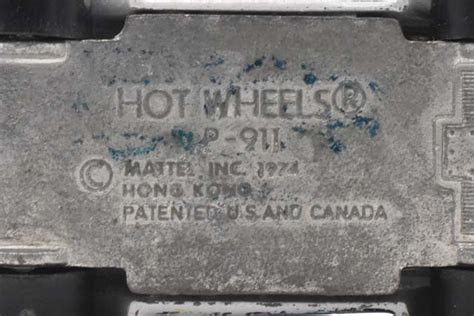 HOT WHEELS®
P-911
© MATTEL INC. 1974
HONG KONG
PATENTED U.S. AND CANADA